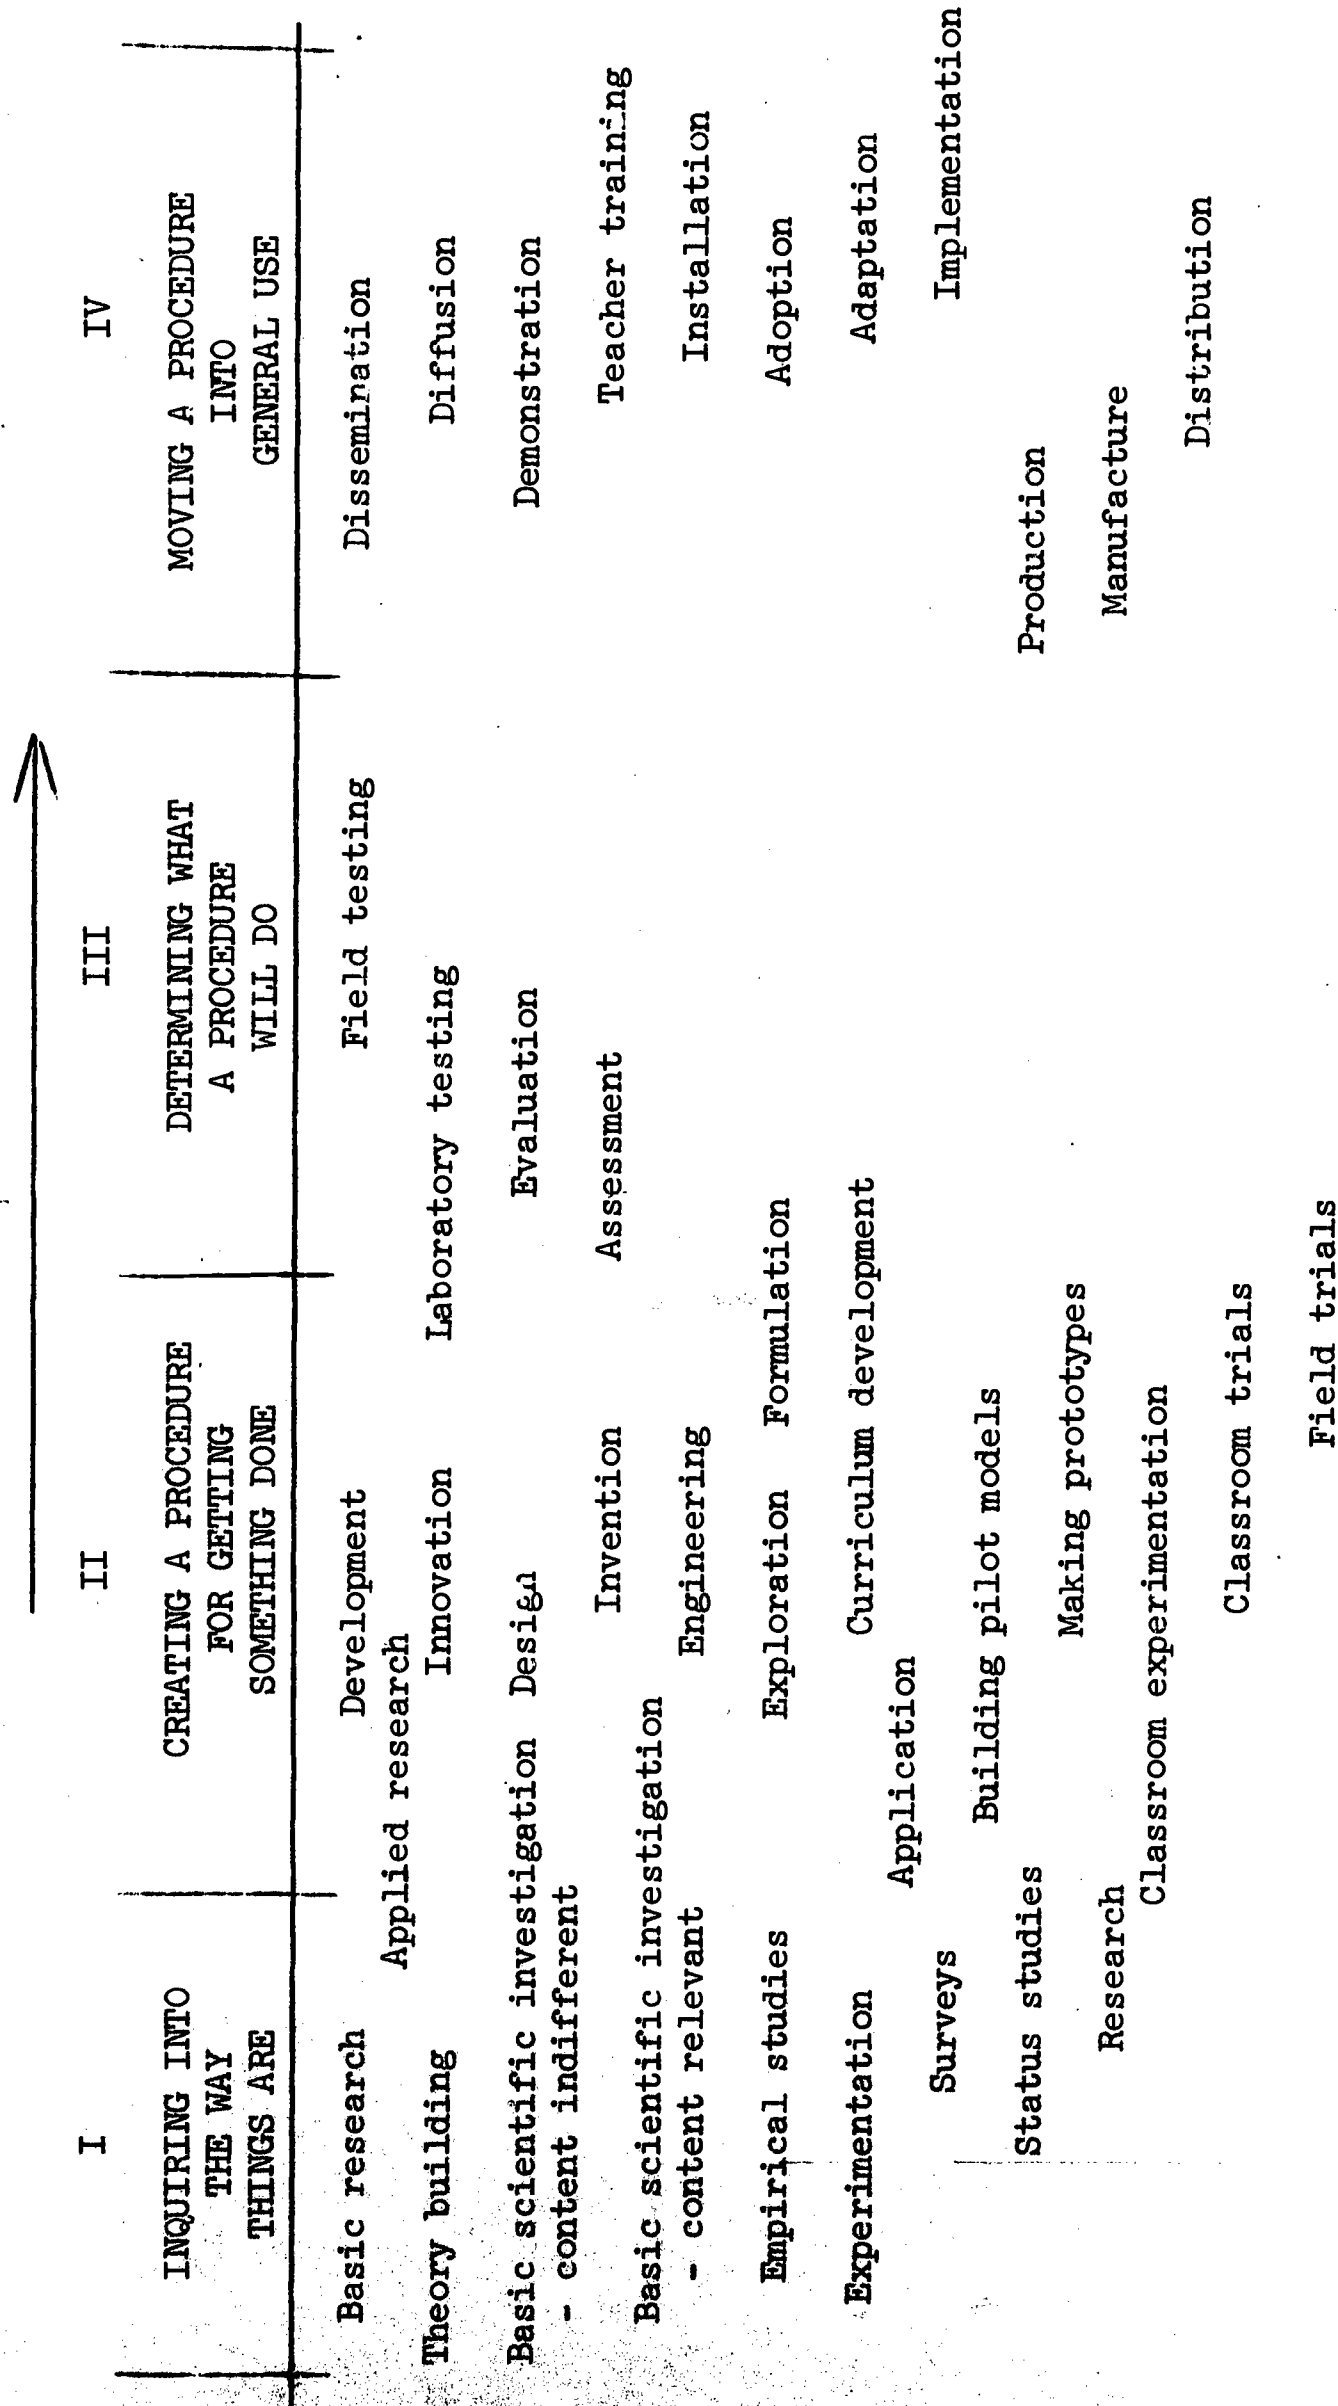 I
INQUIRING INTO
THE WAY
THINGS ARE
II
CREATING A PROCEDURE
FOR GETTING
SOMETHING DONE
III
DETERMINING WHAT
A PROCEDURE
WILL DO
IV
MOVING A PROCEDURE
INTO
GENERAL USE
Basic research
Theory building
Basic scientific investigation
- content indifferent
Basic scientific investigation
- content relevant
Empirical studies
Experimentation
Surveys
Status studies
Research
Development
Applied research
Innovation
Design
Invention
Engineering
Exploration
Formulation
Curriculum development
Application
Building pilot models
Making prototypes
Classroom experimentation
Classroom trials
Field trials
Field testing
Laboratory testing
Evaluation
Assessment
Dissemination
Diffusion
Demonstration
Teacher training
Installation
Adoption
Adaptation
Implementation
Production
Manufacture
Distribution